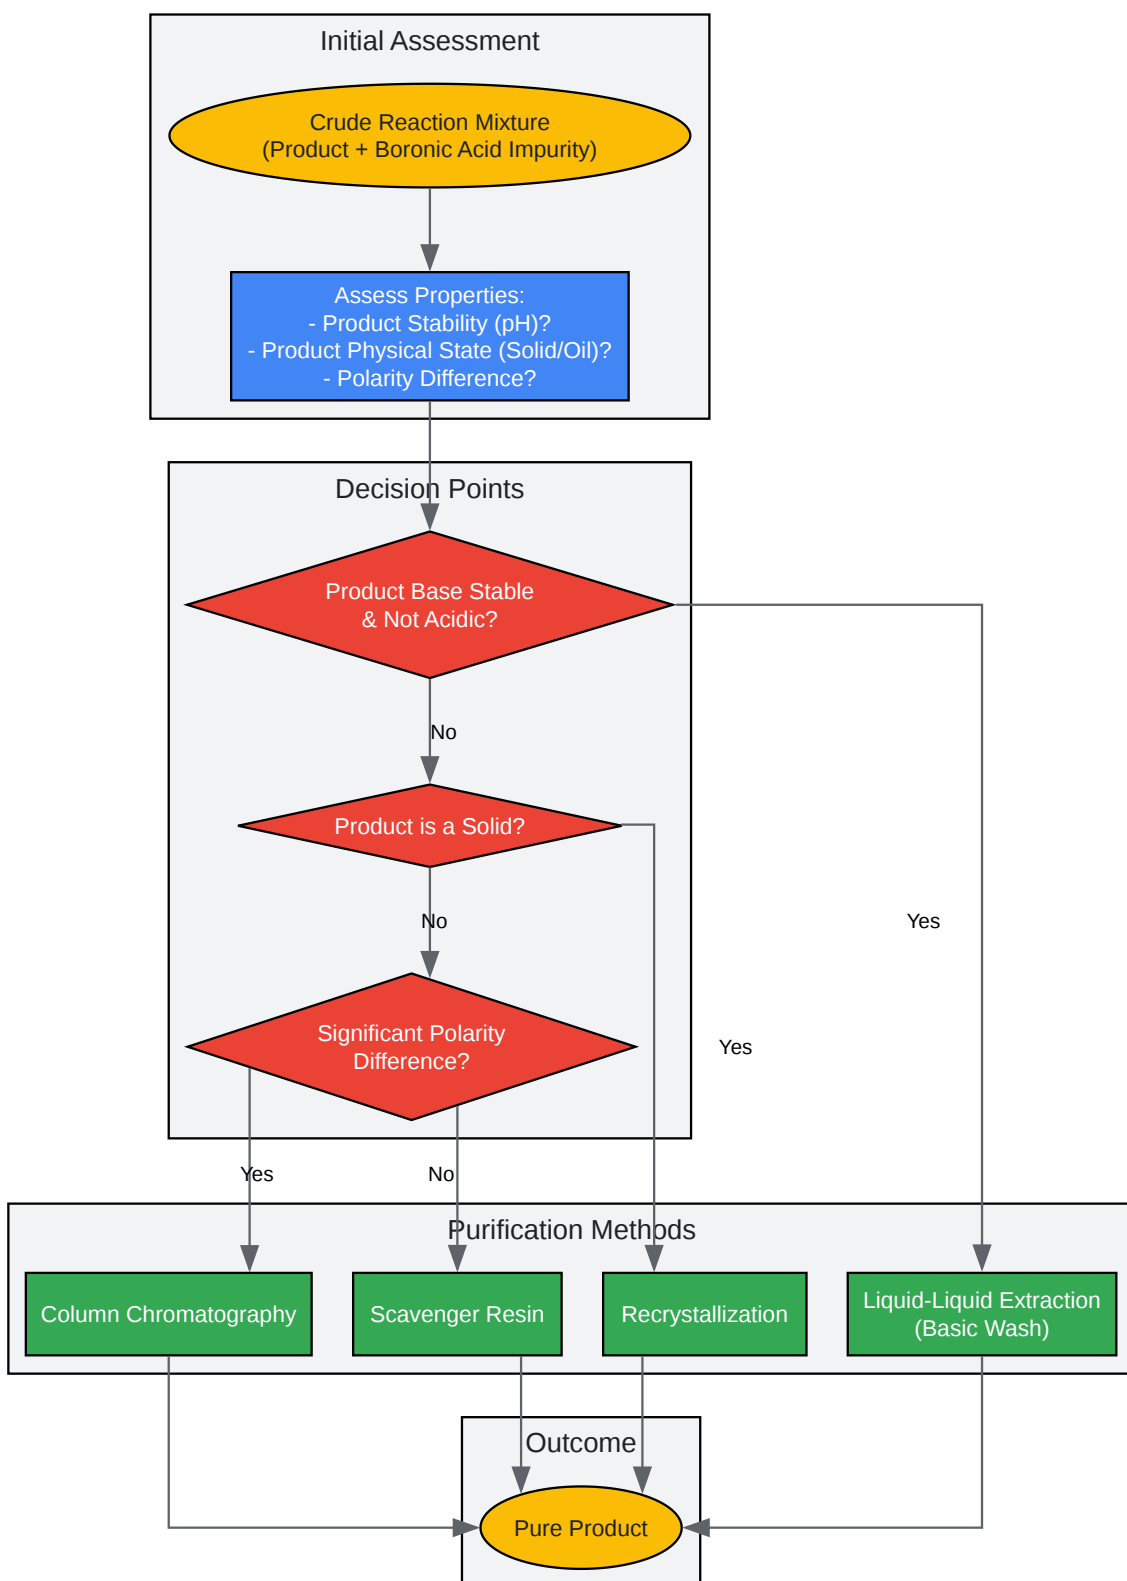 Initial Assessment
Crude Reaction Mixture
(Product + Boronic Acid Impurity)
Assess Properties:
- Product Stability (pH)?
- Product Physical State (Solid/Oil)?
- Polarity Difference?
Decision Points
Product Base Stable
& Not Acidic?
No
Product is a Solid?
No
Yes
Significant Polarity
Difference?
Yes
Yes
No
Purification Methods
Column Chromatography
Scavenger Resin
Recrystallization
Liquid-Liquid Extraction
(Basic Wash)
Outcome
Pure Product